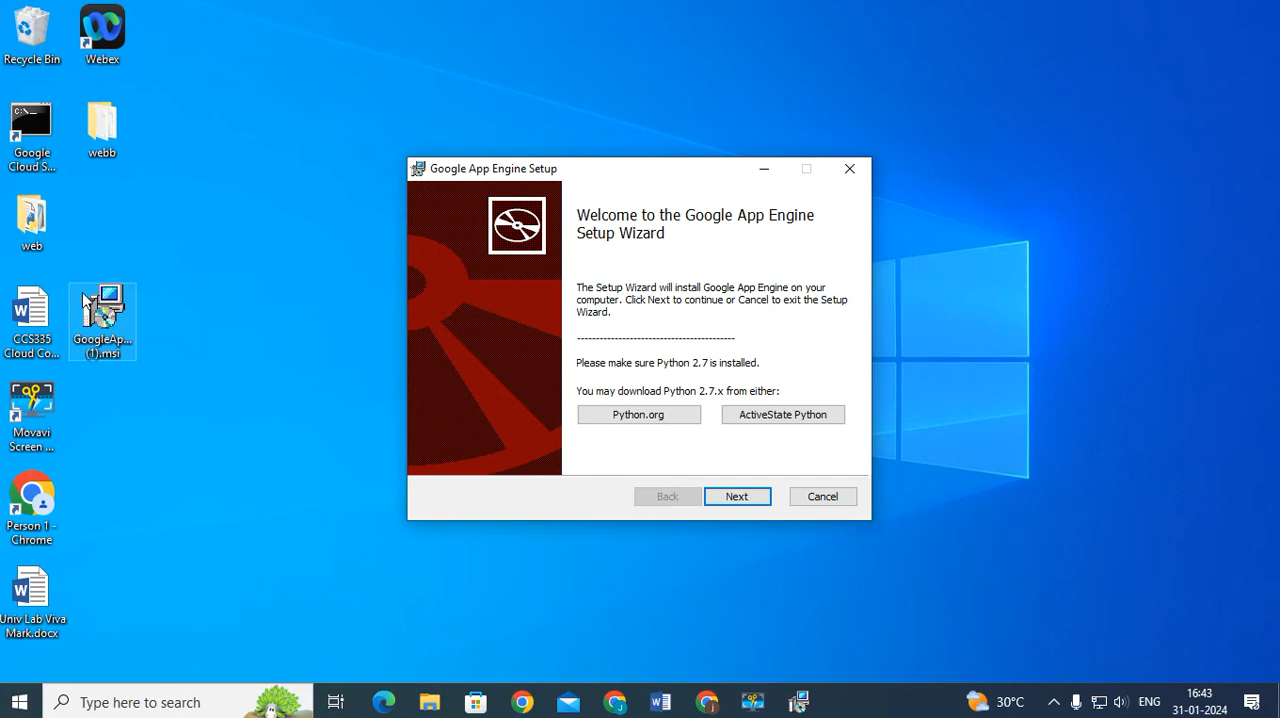 Recycle Bin
Webex
C:\_
Google
Cloud S...
webb
web
CCS335
Cloud Co...
GoogleAp...
(1).msi
Movavi
Screen ...
Person 1 -
Chrome
Univ Lab Viva
Mark.docx
Google App Engine Setup
Welcome to the Google App Engine
Setup Wizard
The Setup Wizard will install Google App Engine on your
computer. Click Next to continue or Cancel to exit the Setup
Wizard.
-----------------------------------------
Please make sure Python 2.7 is installed.
You may download Python 2.7.x from either:
Python.org
ActiveState Python
Back
Next
Cancel
Type here to search
30°C
ENG
16:43
31-01-2024